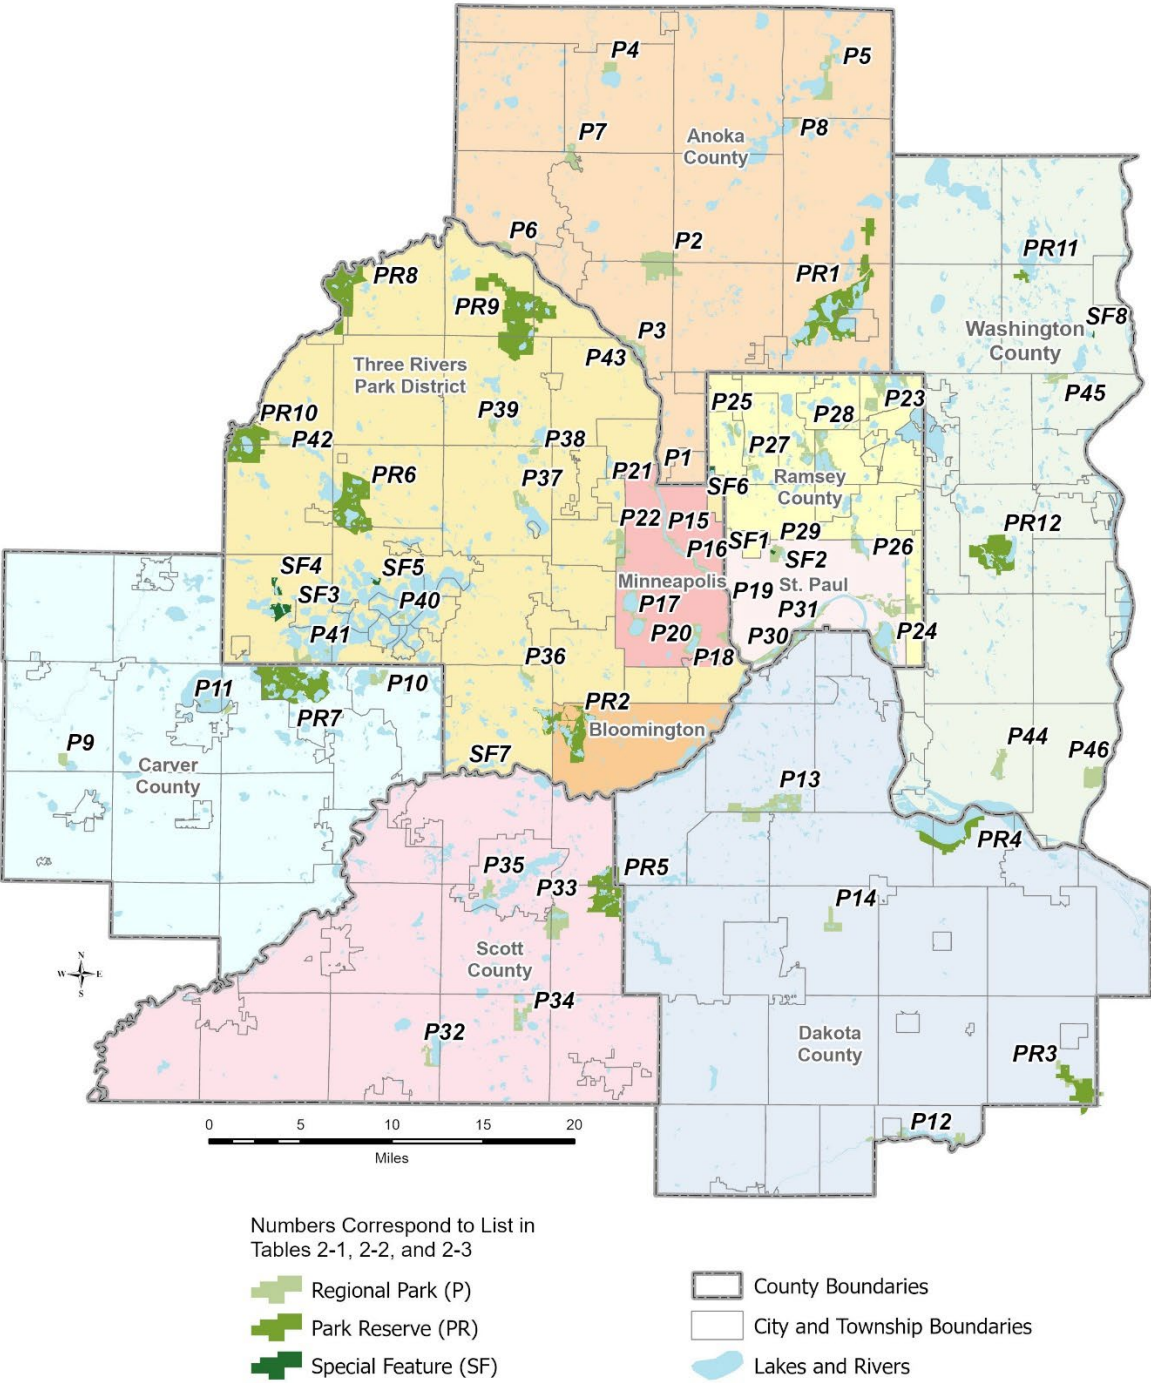 P4
P5
P7
P8
Anoka
County
P6
P2
PR11
PR8
PR1
PR9
SF8
P3
Washington
County
P43
Three Rivers
Park District
P45
PR10
P39
P25
P28
P23
P42
P38
P27
PR6
P37
P21
P1
Ramsey
County
SF6
P22
P15
PR12
P29
P16
SF1
P26
SF4
SF5
SF2
Minneapolis
St. Paul
SF3
P40
P19
P17
P31
P41
P20
P30
P24
P36
P18
P11
P10
PR2
PR7
Bloomington
P9
P44
P46
SF7
Carver
County
P13
PR4
P35
PR5
P33
P14
Scott
County
N
W
E
S
P34
P32
Dakota
County
PR3
P12
0 5 10 15 20
Miles
Numbers Correspond to List in
Tables 2-1, 2-2, and 2-3
Regional Park (P)
Park Reserve (PR)
Special Feature (SF)
County Boundaries
City and Township Boundaries
Lakes and Rivers